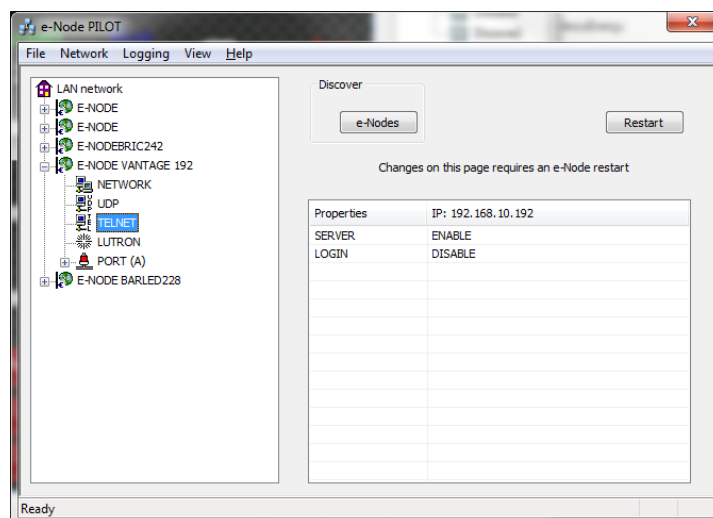 e-Node PILOT
File Network Logging View Help
LAN network
E-NODE
E-NODE
E-NODEBRIC242
E-NODE VANTAGE 192
NETWORK
UDP
TELNET
LUTRON
PORT (A)
E-NODE BARLED228
Discover
e-Nodes
Restart
Changes on this page requires an e-Node restart
Properties IP: 192.168.10.192
SERVER ENABLE
LOGIN DISABLE
Ready